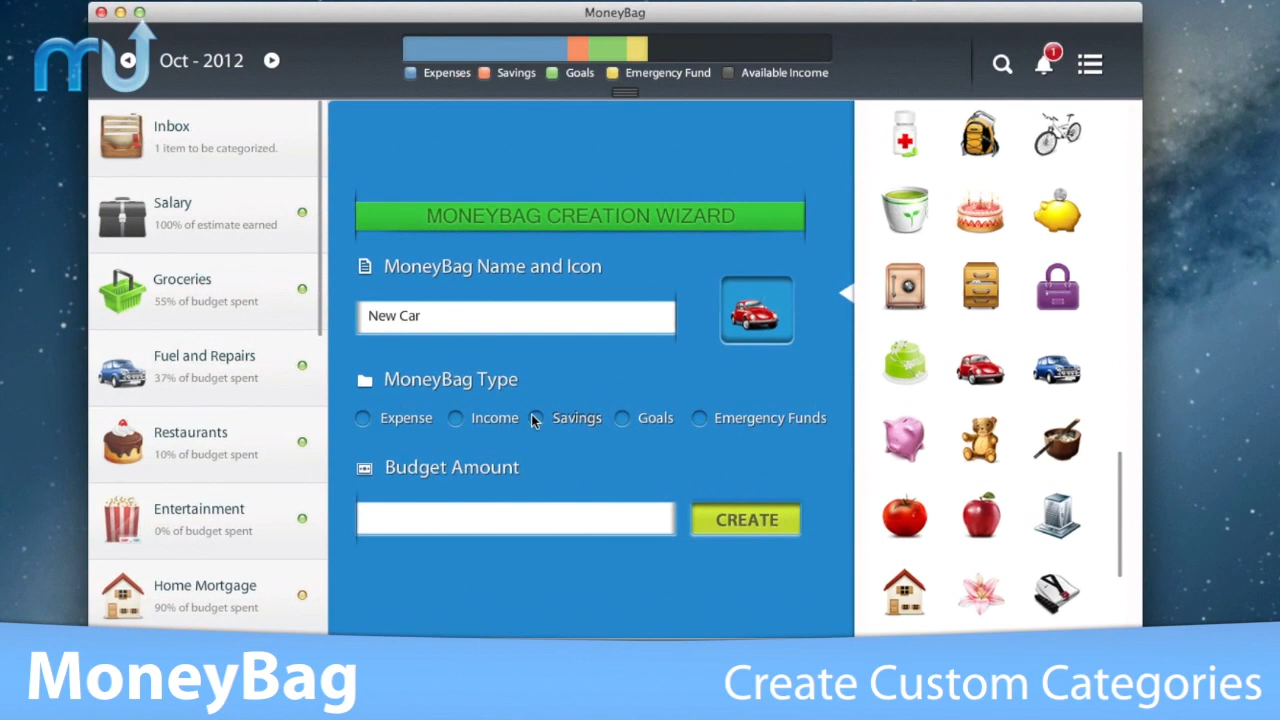 MoneyBag
mu
Oct - 2012
1
Expenses Savings Goals Emergency Fund Available Income
Inbox
1 item to be categorized.
Salary
100% of estimate earned
Groceries
55% of budget spent
Fuel and Repairs
37% of budget spent
Restaurants
10% of budget spent
Entertainment
0% of budget spent
Home Mortgage
90% of budget spent
MONEYBAG CREATION WIZARD
MoneyBag Name and Icon
New Car
MoneyBag Type
Expense Income Savings Goals Emergency Funds
Budget Amount
CREATE
MoneyBag
Create Custom Categories